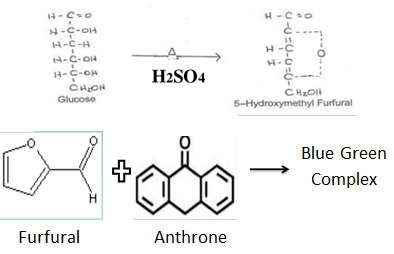 H-C=O
H-C-OH
H-C-H
H-C-OH
H-C-OH
CH₂OH
Glucose
Δ
H2SO4
H-C=O
C
H-C
H-C
C
O
CH₂OH
5-Hydroxymethyl Furfural
O
O
H
Furfural
O
Anthrone
Blue Green
Complex